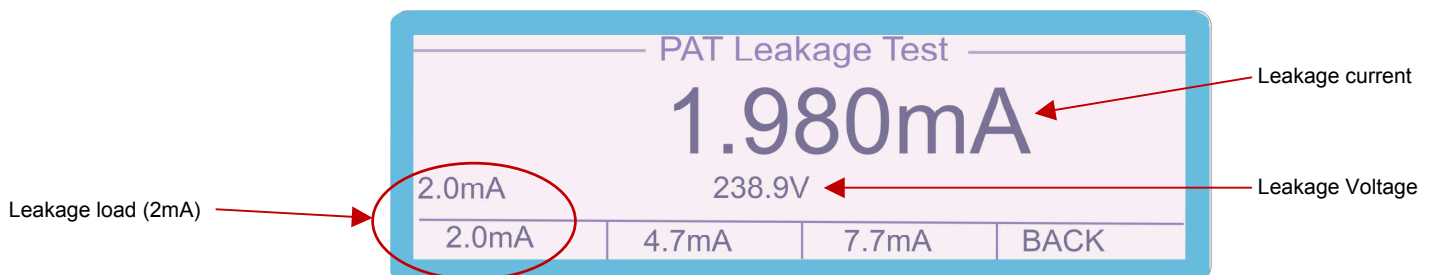 PAT Leakage Test
1.980mA
Leakage current
2.0mA
238.9V
Leakage Voltage
Leakage load (2mA)
2.0mA 4.7mA 7.7mA BACK